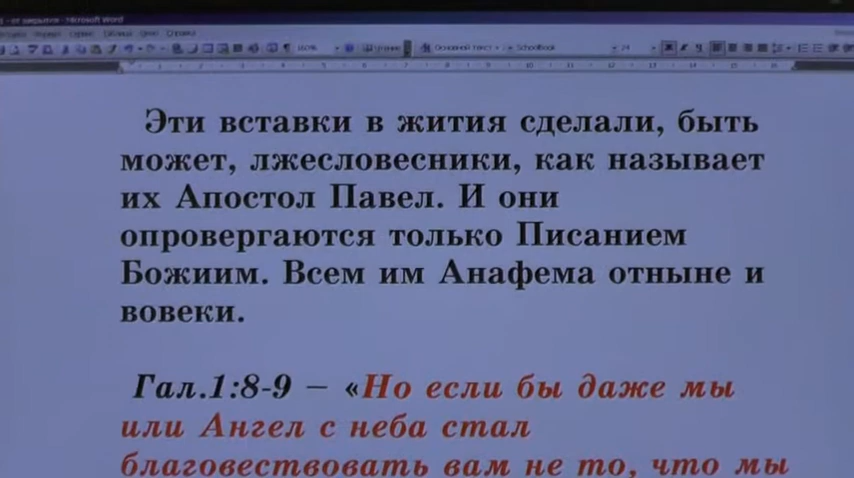 Microsoft Word
Эти вставки в жития сделали, быть
может, лжесловесники, как называет
их Апостол Павел. И они
опровергаются только Писанием
Божиим. Всем им Анафема отныне и
вовеки.
Гал.1:8-9 – «Но если бы даже мы
или Ангел с неба стал
благовествовать вам не то, что мы